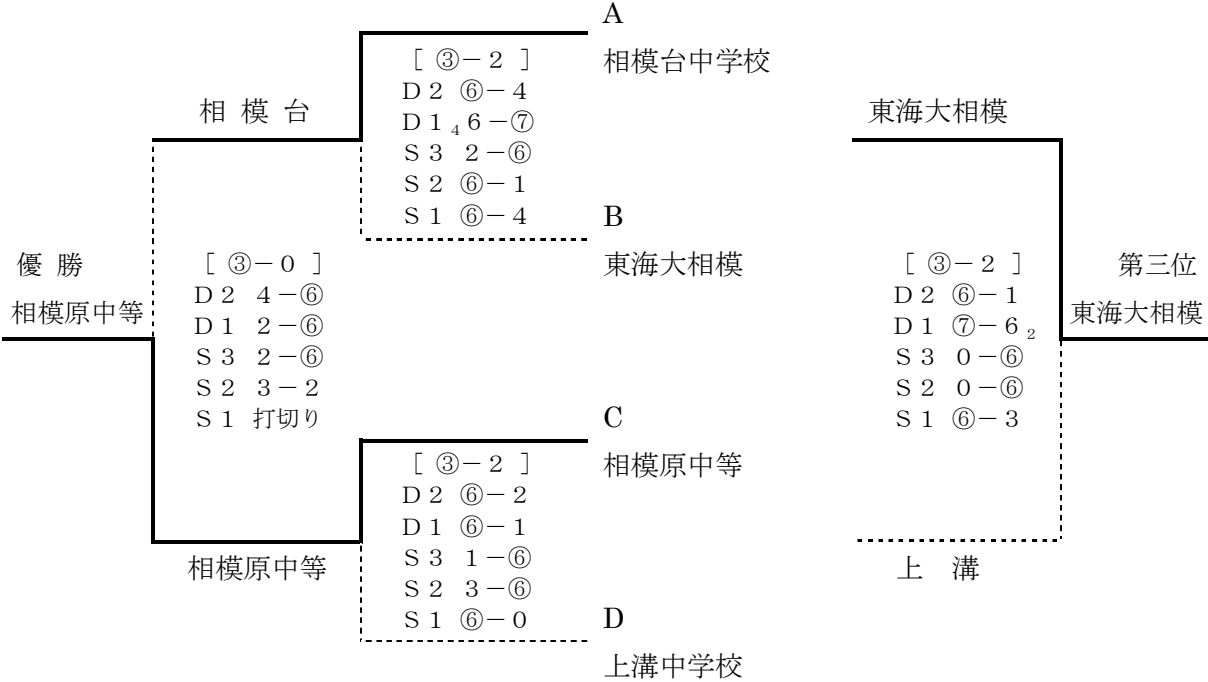 A
相模台中学校
[ ③－2 ]
D2 ⑥－4
D1 ₄6－⑦
S3 2－⑥
S2 ⑥－1
S1 ⑥－4
B
東海大相模
相模台
優勝
相模原中等
[ ③－0 ]
D2 4－⑥
D1 2－⑥
S3 2－⑥
S2 3－2
S1 打切り
C
相模原中等
[ ③－2 ]
D2 ⑥－2
D1 ⑥－1
S3 1－⑥
S2 3－⑥
S1 ⑥－0
D
上溝中学校
相模原中等
東海大相模
[ ③－2 ]
D2 ⑥－1
D1 ⑦－6₂
S3 0－⑥
S2 0－⑥
S1 ⑥－3
第三位
東海大相模
上溝